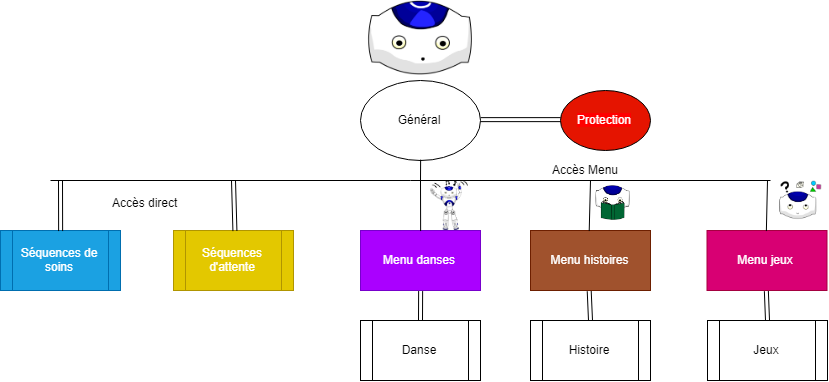 Général
Protection
Accès Menu
Accès direct
Séquences de
soins
Séquences
d'attente
Menu danses
Menu histoires
Menu jeux
Danse
Histoire
Jeux